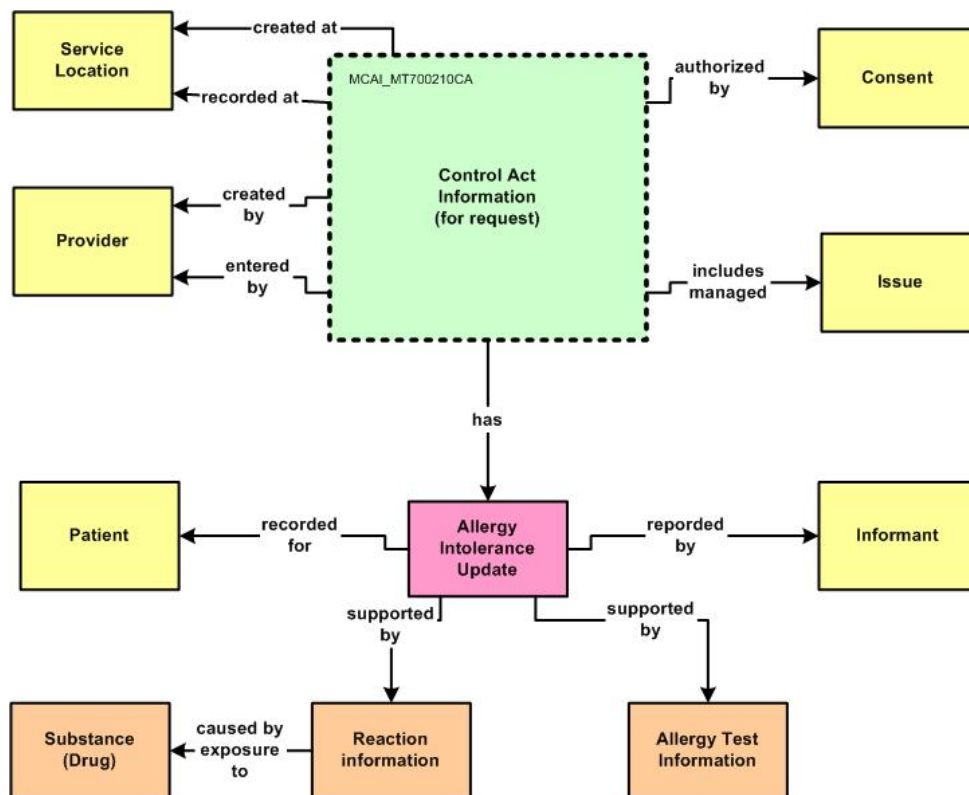 Service
Location
created at
recorded at
MCAI_MT700210CA
Control Act
Information
(for request)
authorized
by
Consent
Provider
created
by
entered
by
includes
managed
Issue
has
Patient
recorded
for
Allergy
Intolerance
Update
reporded
by
Informant
supported
by
supported
by
Substance
(Drug)
caused by
exposure
to
Reaction
information
Allergy Test
Information